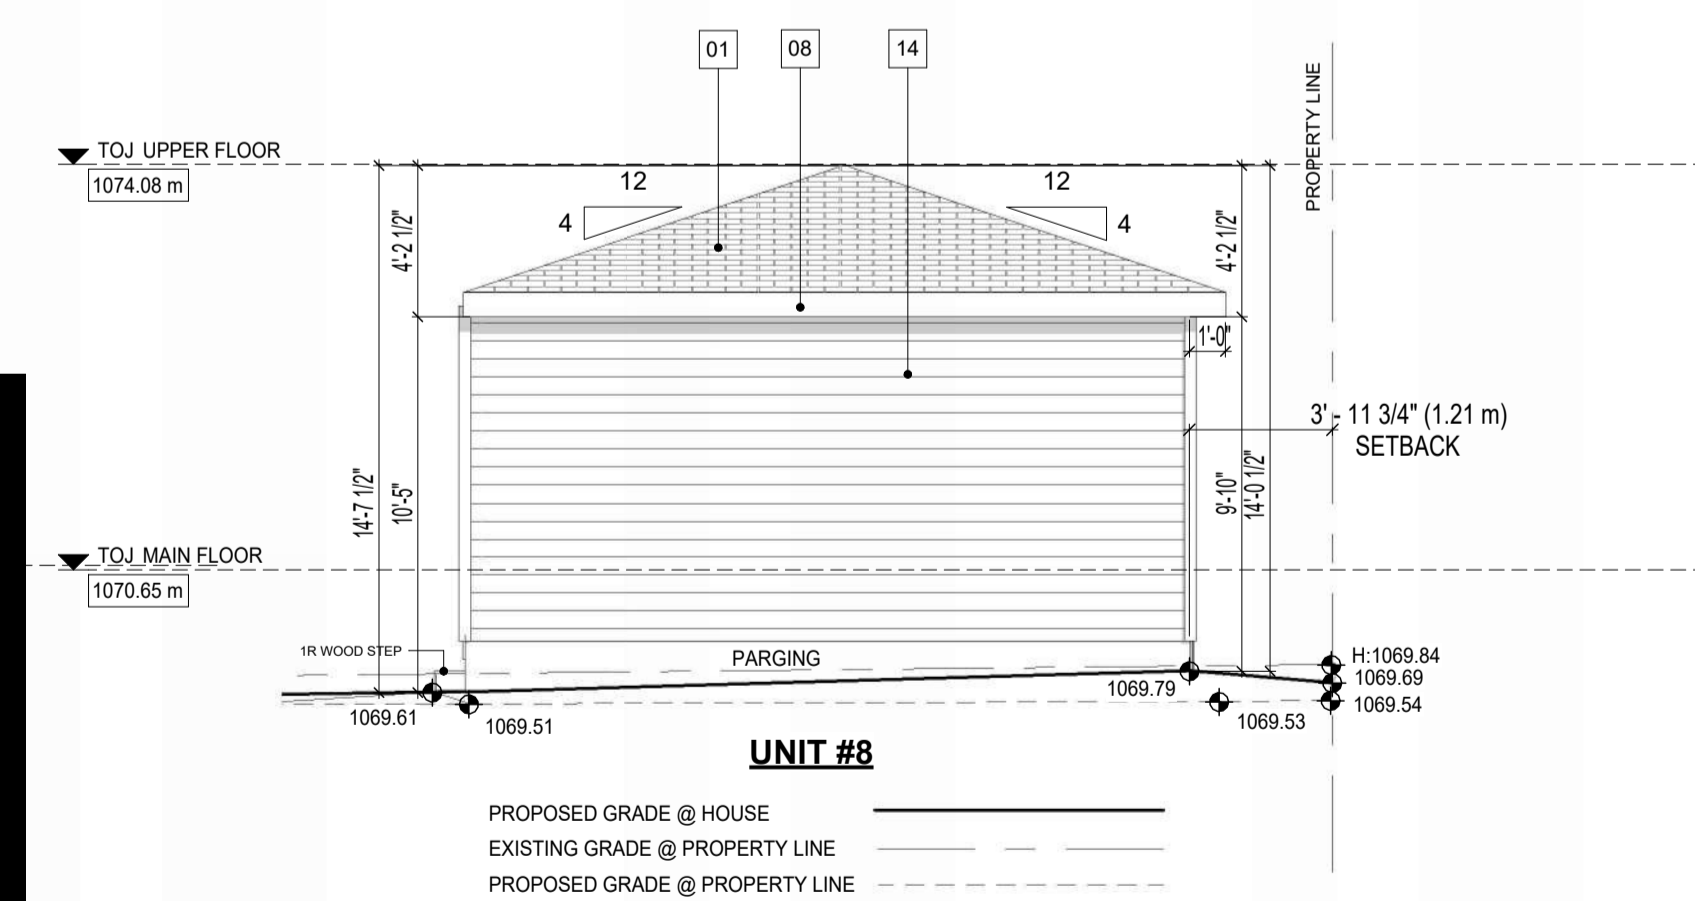 01
08
14
PROPERTY LINE
TOJ UPPER FLOOR
1074.08 m
12
12
4
4
4'-2 1/2"
4'-2 1/2"
1'-0"
3' - 11 3/4" (1.21 m)
SETBACK
14'-7 1/2"
10'-5"
9'-10"
14'-0 1/2"
TOJ MAIN FLOOR
1070.65 m
1R WOOD STEP
PARGING
H:1069.84
1069.69
1069.79
1069.54
1069.61
1069.51
1069.53
UNIT #8
PROPOSED GRADE @ HOUSE
EXISTING GRADE @ PROPERTY LINE
PROPOSED GRADE @ PROPERTY LINE